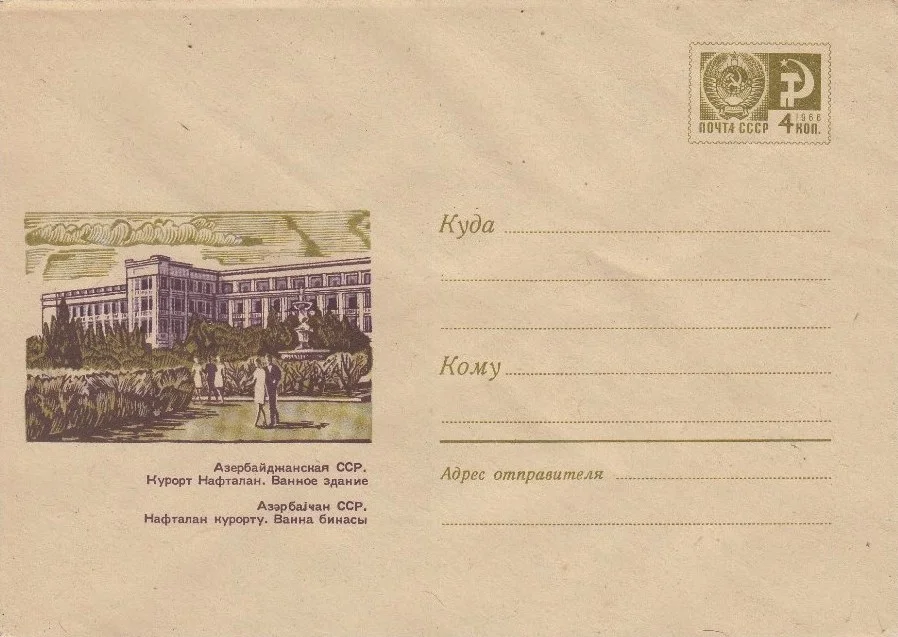 ПОЧТА СССР 4 1966 КОП.
Куда
Кому
Адрес отправителя
Азербайджанская ССР.
Курорт Нафталан. Ванное здание
Азәрбајҹан ССР.
Нафталан курорту. Ванна бинасы